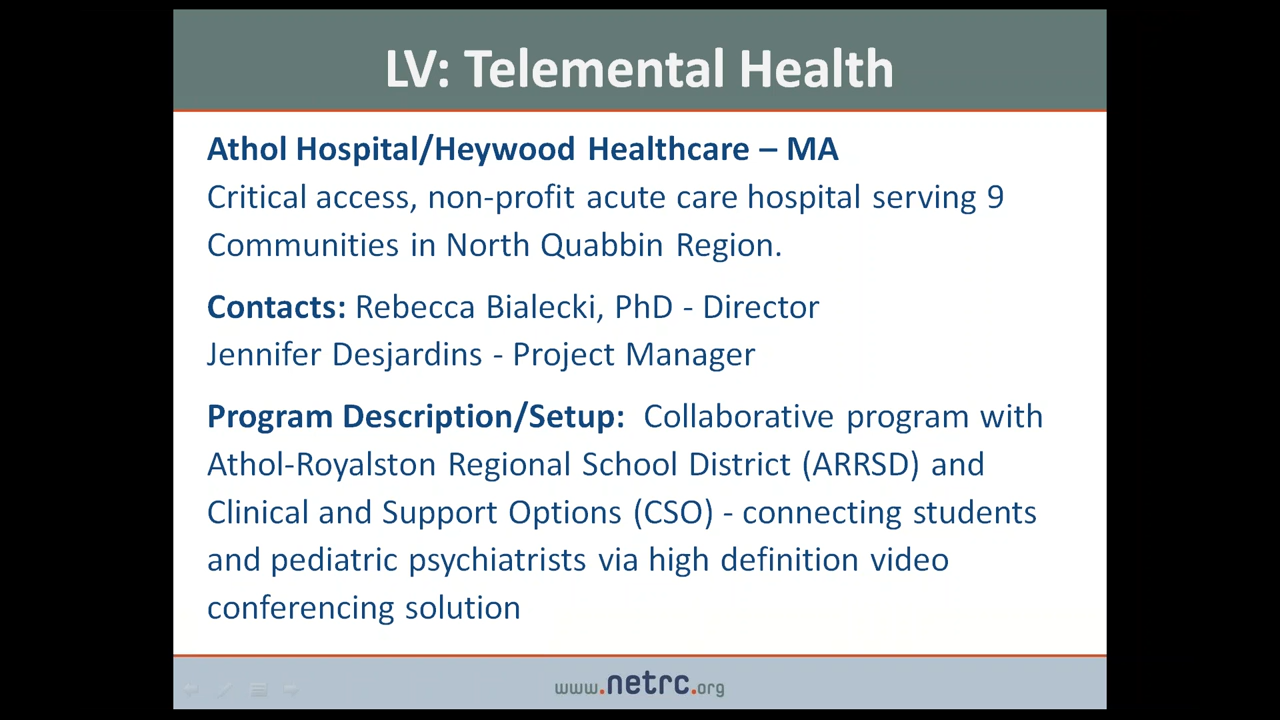 LV: Telemental Health
Athol Hospital/Heywood Healthcare – MA
Critical access, non-profit acute care hospital serving 9
Communities in North Quabbin Region.
Contacts: Rebecca Bialecki, PhD - Director
Jennifer Desjardins - Project Manager
Program Description/Setup: Collaborative program with
Athol-Royalston Regional School District (ARRSD) and
Clinical and Support Options (CSO) - connecting students
and pediatric psychiatrists via high definition video
conferencing solution
www.netrc.org